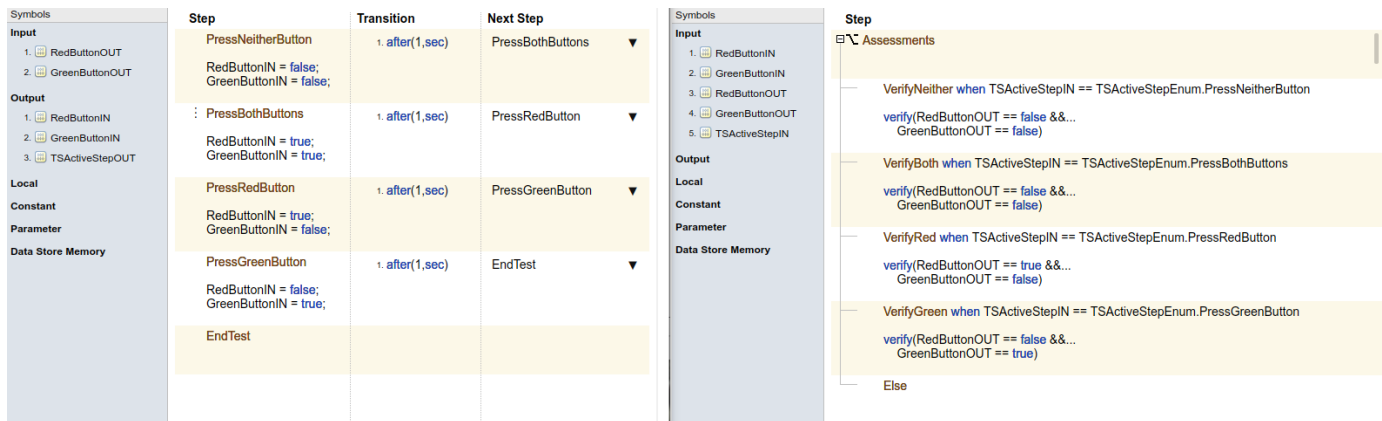 Symbols
Input
1. RedButtonOUT
2. GreenButtonOUT
Output
1. RedButtonIN
2. GreenButtonIN
3. TSActiveStepOUT
Local
Constant
Parameter
Data Store Memory
Step Transition Next Step
PressNeitherButton 1. after(1,sec) PressBothButtons
RedButtonIN = false;
GreenButtonIN = false;
PressBothButtons 1. after(1,sec) PressRedButton
RedButtonIN = true;
GreenButtonIN = true;
PressRedButton 1. after(1,sec) PressGreenButton
RedButtonIN = true;
GreenButtonIN = false;
PressGreenButton 1. after(1,sec) EndTest
RedButtonIN = false;
GreenButtonIN = true;
EndTest
Symbols
Input
1. RedButtonIN
2. GreenButtonIN
3. RedButtonOUT
4. GreenButtonOUT
5. TSActiveStepIN
Output
Local
Constant
Parameter
Data Store Memory
Step
Assessments
VerifyNeither when TSActiveStepIN == TSActiveStepEnum.PressNeitherButton
verify(RedButtonOUT == false &&...
GreenButtonOUT == false)
VerifyBoth when TSActiveStepIN == TSActiveStepEnum.PressBothButtons
verify(RedButtonOUT == false &&...
GreenButtonOUT == false)
VerifyRed when TSActiveStepIN == TSActiveStepEnum.PressRedButton
verify(RedButtonOUT == true &&...
GreenButtonOUT == false)
VerifyGreen when TSActiveStepIN == TSActiveStepEnum.PressGreenButton
verify(RedButtonOUT == false &&...
GreenButtonOUT == true)
Else